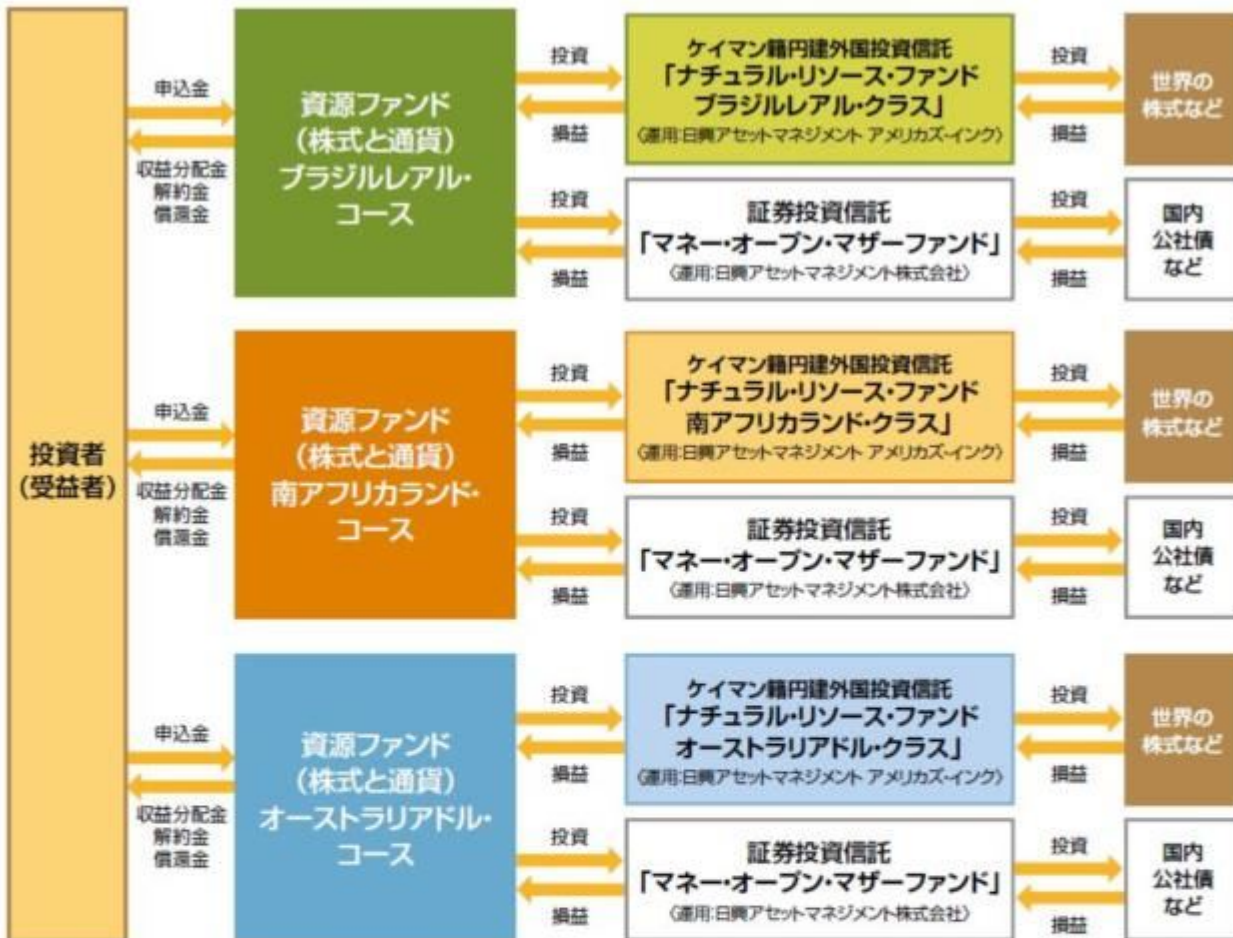 投資者
(受益者)
申込金
収益分配金
解約金
償還金
資源ファンド
(株式と通貨)
ブラジルレアル・
コース
投資
損益
ケイマン籍円建外国投資信託
「ナチュラル・リソース・ファンド
ブラジルレアル・クラス」
〈運用:日興アセットマネジメント アメリカズ・インク〉
投資
損益
世界の
株式など
投資
損益
証券投資信託
「マネー・オープン・マザーファンド」
〈運用:日興アセットマネジメント株式会社〉
投資
損益
国内
公社債
など
申込金
収益分配金
解約金
償還金
資源ファンド
(株式と通貨)
南アフリカランド・
コース
投資
損益
ケイマン籍円建外国投資信託
「ナチュラル・リソース・ファンド
南アフリカランド・クラス」
〈運用:日興アセットマネジメント アメリカズ・インク〉
投資
損益
世界の
株式など
投資
損益
証券投資信託
「マネー・オープン・マザーファンド」
〈運用:日興アセットマネジメント株式会社〉
投資
損益
国内
公社債
など
申込金
収益分配金
解約金
償還金
資源ファンド
(株式と通貨)
オーストラリアドル・
コース
投資
損益
ケイマン籍円建外国投資信託
「ナチュラル・リソース・ファンド
オーストラリアドル・クラス」
〈運用:日興アセットマネジメント アメリカズ・インク〉
投資
損益
世界の
株式など
投資
損益
証券投資信託
「マネー・オープン・マザーファンド」
〈運用:日興アセットマネジメント株式会社〉
投資
損益
国内
公社債
など